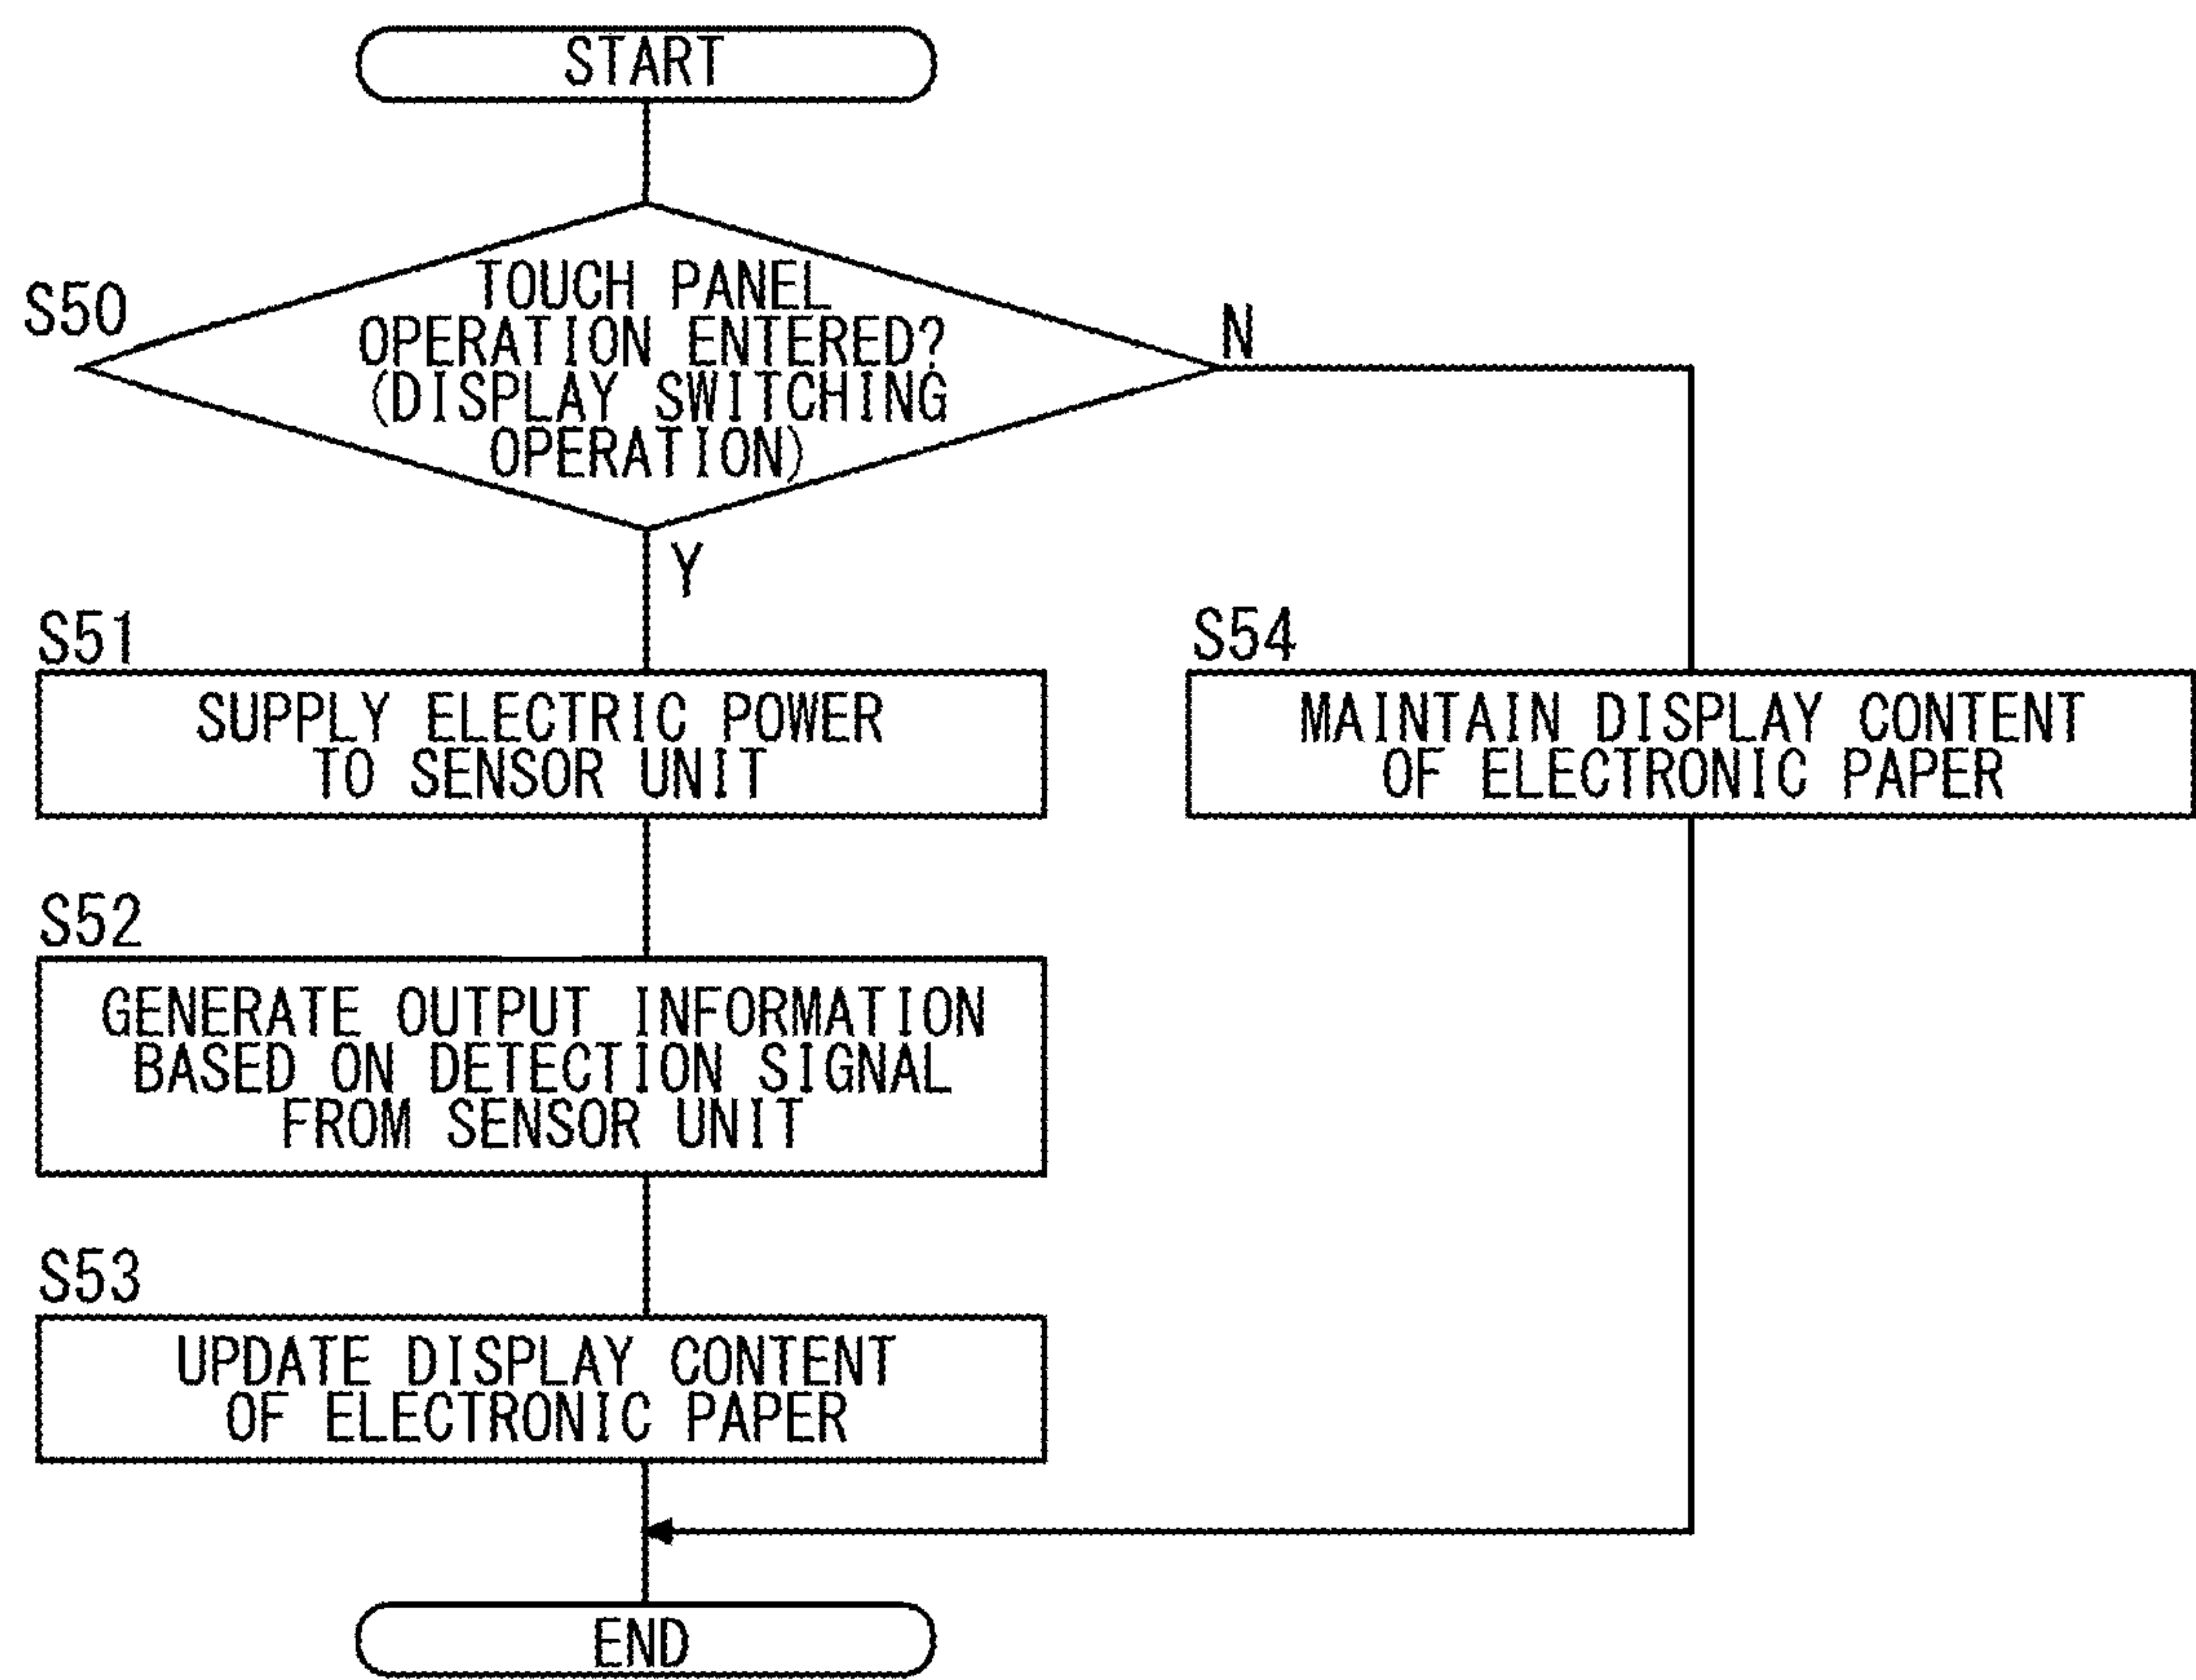 START
S50
TOUCH PANEL
OPERATION ENTERED?
(DISPLAY SWITCHING
OPERATION)
N
Y
S51
SUPPLY ELECTRIC POWER
TO SENSOR UNIT
S54
MAINTAIN DISPLAY CONTENT
OF ELECTRONIC PAPER
S52
GENERATE OUTPUT INFORMATION
BASED ON DETECTION SIGNAL
FROM SENSOR UNIT
S53
UPDATE DISPLAY CONTENT
OF ELECTRONIC PAPER
END